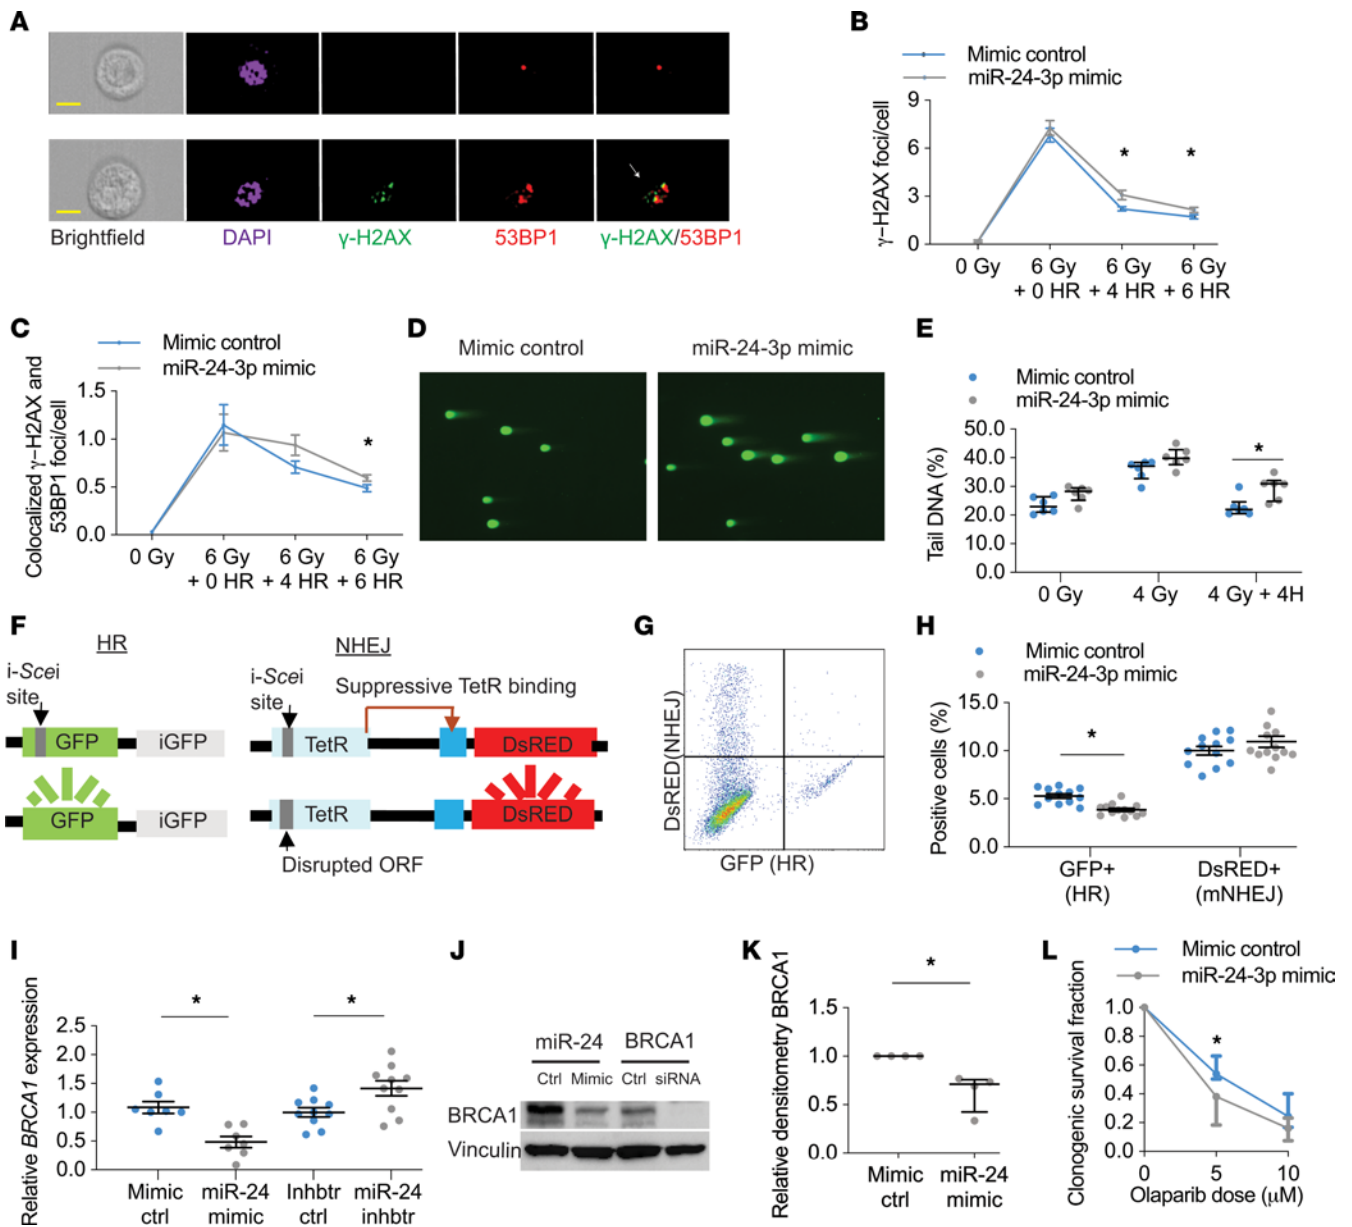 A
Brightfield
DAPI
γ-H2AX
53BP1
γ-H2AX/53BP1
B
Mimic control
miR-24-3p mimic
γ–H2AX foci/cell
9
6
3
0
0 Gy
6 Gy + 0 HR
6 Gy + 4 HR
6 Gy + 6 HR
*
*
C
Mimic control
miR-24-3p mimic
Colocalized γ–H2AX and
53BP1 foci/cell
1.5
1.0
0.5
0.0
0 Gy
6 Gy + 0 HR
6 Gy + 4 HR
6 Gy + 6 HR
*
D
Mimic control
miR-24-3p mimic
E
Mimic control
miR-24-3p mimic
Tail DNA (%)
50.0
40.0
30.0
20.0
10.0
0.0
0 Gy
4 Gy
4 Gy + 4H
*
F
HR
i-Scei
site
GFP
iGFP
GFP
iGFP
NHEJ
i-Scei
site
Suppressive TetR binding
TetR
DsRED
TetR
DsRED
Disrupted ORF
G
DsRED(NHEJ)
GFP (HR)
H
Mimic control
miR-24-3p mimic
Positive cells (%)
15.0
10.0
5.0
0.0
GFP+
(HR)
DsRED+
(mNHEJ)
*
I
Relative BRCA1 expression
2.5
2.0
1.5
1.0
0.5
0.0
Mimic
ctrl
miR-24
mimic
Inhbtr
ctrl
miR-24
inhbtr
*
*
J
miR-24
BRCA1
Ctrl
Mimic
Ctrl
siRNA
BRCA1
Vinculin
K
Relative densitometry BRCA1
1.5
1.0
0.5
0.0
Mimic
ctrl
miR-24
mimic
*
L
Mimic control
miR-24-3p mimic
Clonogenic survival fraction
1.0
0.8
0.6
0.4
0.2
0.0
0
5
10
Olaparib dose (μM)
*